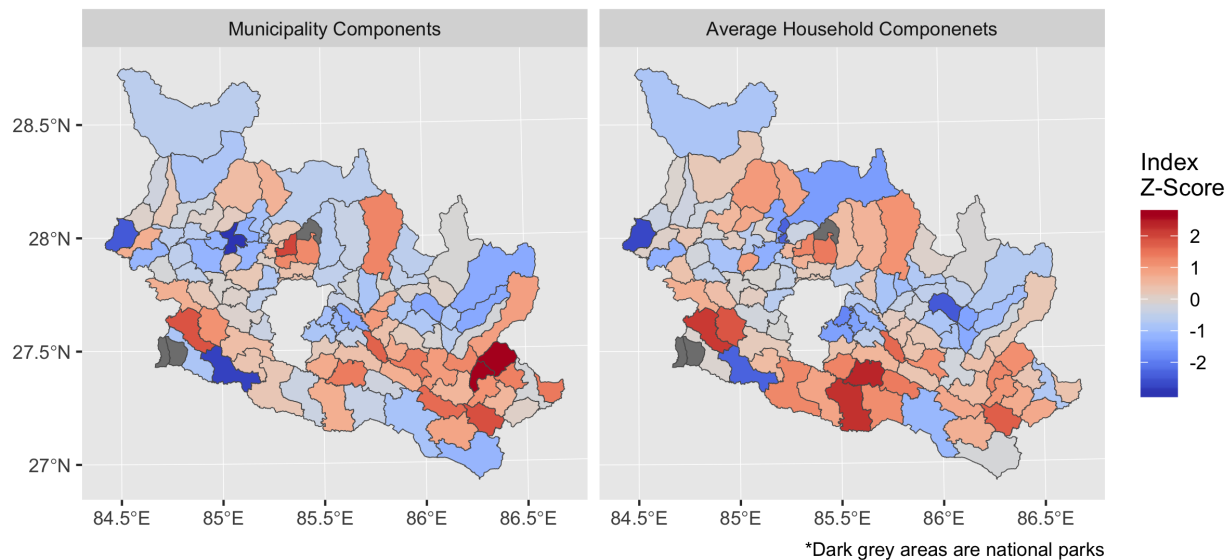 Municipality Components
Average Household Componenets
28.5°N
28°N
27.5°N
27°N
84.5°E 85°E 85.5°E 86°E 86.5°E
84.5°E 85°E 85.5°E 86°E 86.5°E
Index
Z-Score
2
1
0
-1
-2
*Dark grey areas are national parks